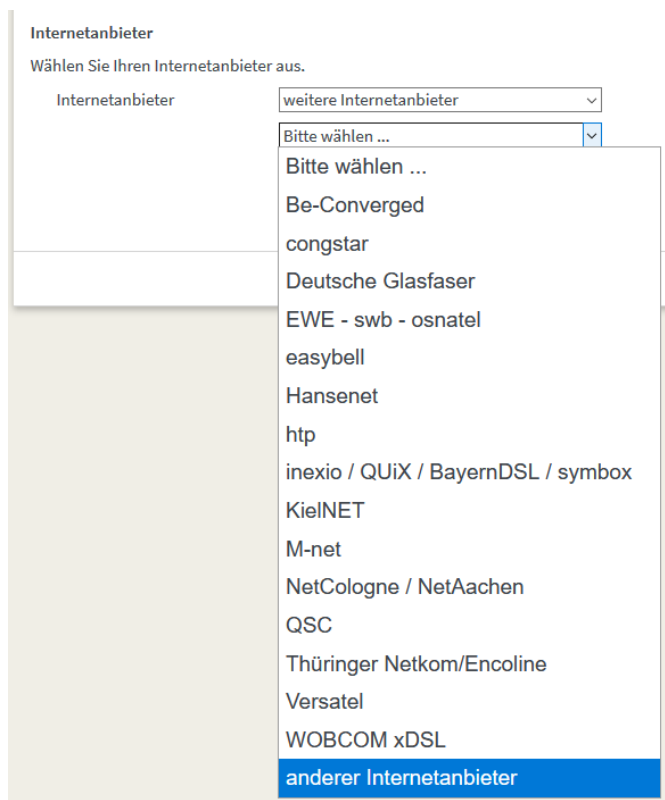 Internetanbieter
Wählen Sie Ihren Internetanbieter aus.
Internetanbieter weitere Internetanbieter
Bitte wählen ...
Bitte wählen ...
Be-Converged
congstar
Deutsche Glasfaser
EWE - swb - osnatel
easybell
Hansenet
htp
inexio / QUiX / BayernDSL / symbox
KielNET
M-net
NetCologne / NetAachen
QSC
Thüringer Netkom/Encoline
Versatel
WOBCOM xDSL
anderer Internetanbieter